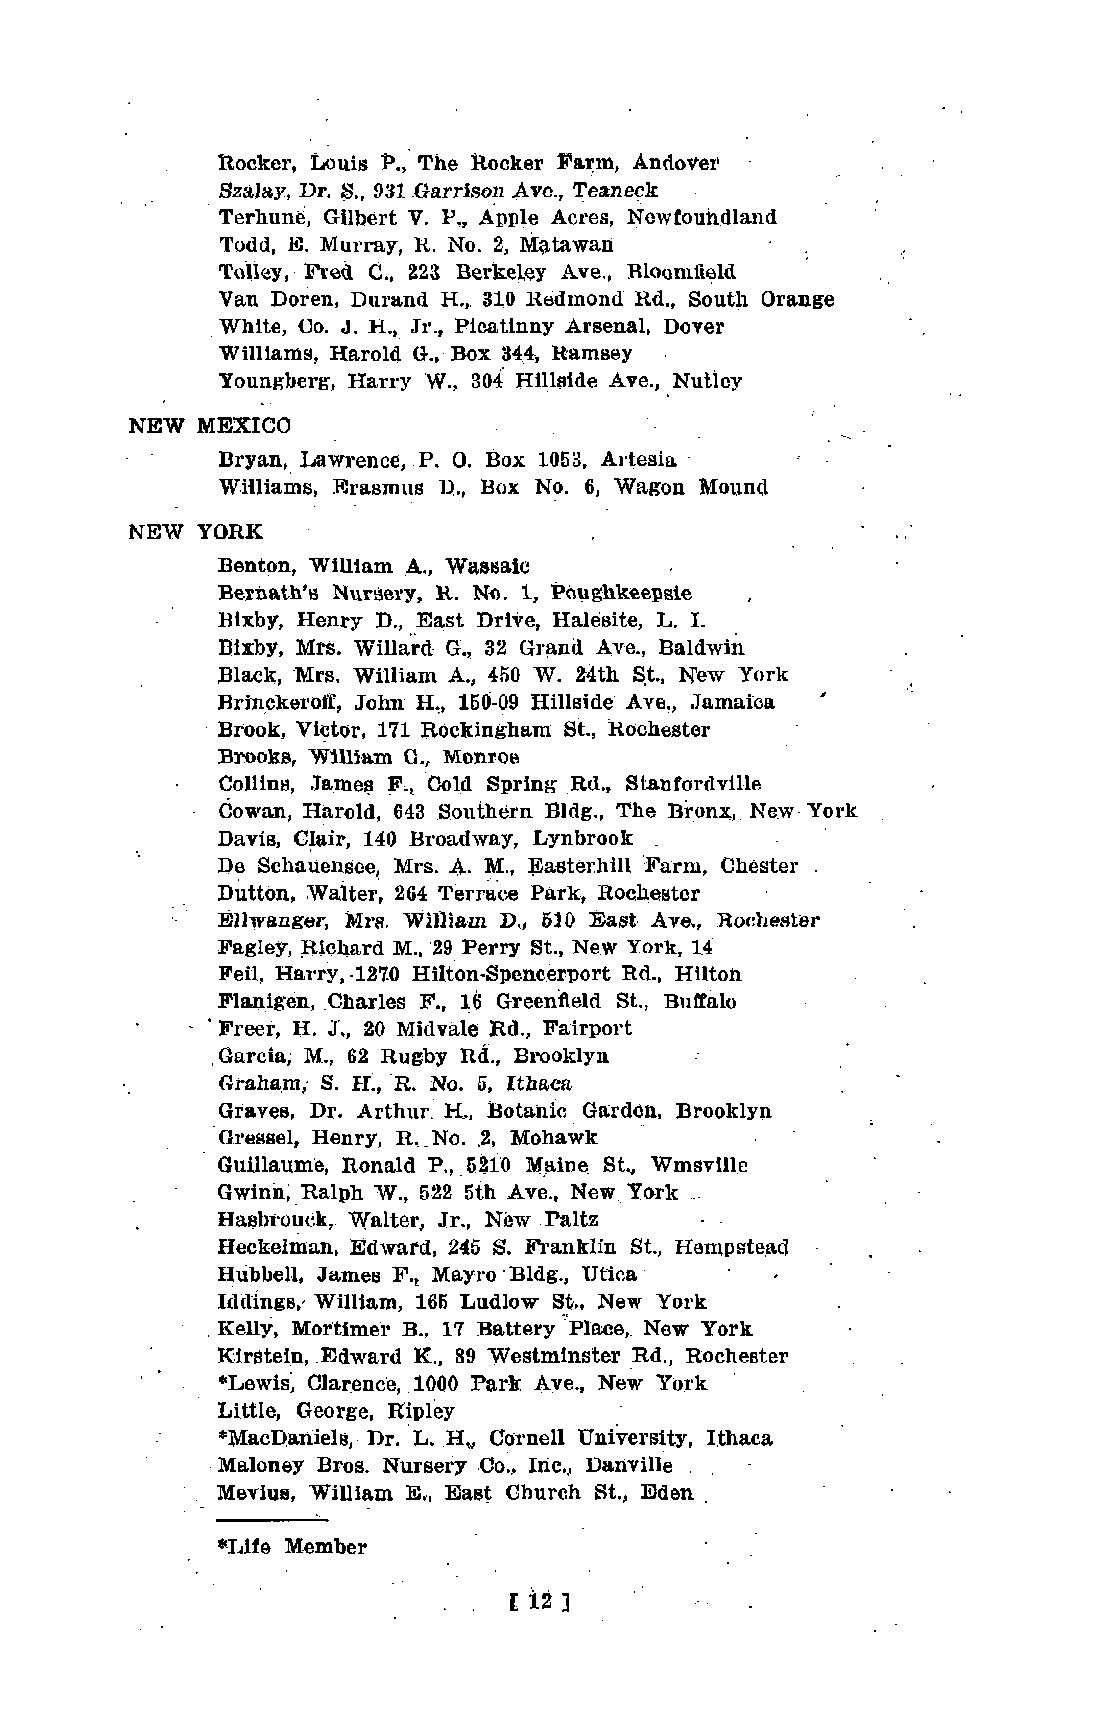 Rocker, Louis P., The Rocker Farm, Andover
Szalay, Dr. S., 931 Garrison Ave., Teaneck
Terhune, Gilbert V. P., Apple Acres, Newfoundland
Todd, E. Murray, R. No. 2, Matawan
Tolley, Fred C., 223 Berkeley Ave., Bloomfield
Van Doren, Durand H., 310 Redmond Rd., South Orange
White, Co. J. H., Jr., Picatinny Arsenal, Dover
Williams, Harold G., Box 344, Ramsey
Youngberg, Harry W., 304 Hillside Ave., Nutley
NEW MEXICO
Bryan, Lawrence, P. O. Box 1053, Artesia
Williams, Erasmus D., Box No. 6, Wagon Mound
NEW YORK
Benton, William A., Wassaic
Bernath's Nursery, R. No. 1, Poughkeepsie
Bixby, Henry D., East Drive, Halesite, L. I.
Bixby, Mrs. Willard G., 32 Grand Ave., Baldwin
Black, Mrs. William A., 450 W. 24th St., New York
Brinckeroff, John H., 150-09 Hillside Ave., Jamaica
Brook, Victor, 171 Rockingham St., Rochester
Brooks, William G., Monroe
Collins, James F., Cold Spring Rd., Stanfordville
Cowan, Harold, 643 Southern Bldg., The Bronx, New York
Davis, Clair, 140 Broadway, Lynbrook
De Schauensee, Mrs. A. M., Easterhill Farm, Chester
Dutton, Walter, 264 Terrace Park, Rochester
Ellwanger, Mrs. William D., 510 East Ave., Rochester
Fagley, Richard M., 29 Perry St., New York, 14
Feil, Harry, 1270 Hilton-Spencerport Rd., Hilton
Flanigen, Charles F., 16 Greenfield St., Buffalo
Freer, H. J., 20 Midvale Rd., Fairport
Garcia, M., 62 Rugby Rd., Brooklyn
Graham, S. H., R. No. 5, Ithaca
Graves, Dr. Arthur H., Botanic Garden, Brooklyn
Gressel, Henry, R. No. 2, Mohawk
Guillaume, Ronald P., 5210 Maine St., Wmsville
Gwinn, Ralph W., 522 5th Ave., New York
Hasbrouck, Walter, Jr., New Paltz
Heckelman, Edward, 245 S. Franklin St., Hempstead
Hubbell, James F., Mayro Bldg., Utica
Iddings, William, 165 Ludlow St., New York
Kelly, Mortimer B., 17 Battery Place, New York
Kirstein, Edward K., 89 Westminster Rd., Rochester
*Lewis, Clarence, 1000 Park Ave., New York
Little, George, Ripley
*MacDaniels, Dr. L. H., Cornell University, Ithaca
Maloney Bros. Nursery Co., Inc., Danville
Mevius, William E., East Church St., Eden
*Life Member
[ 12 ]